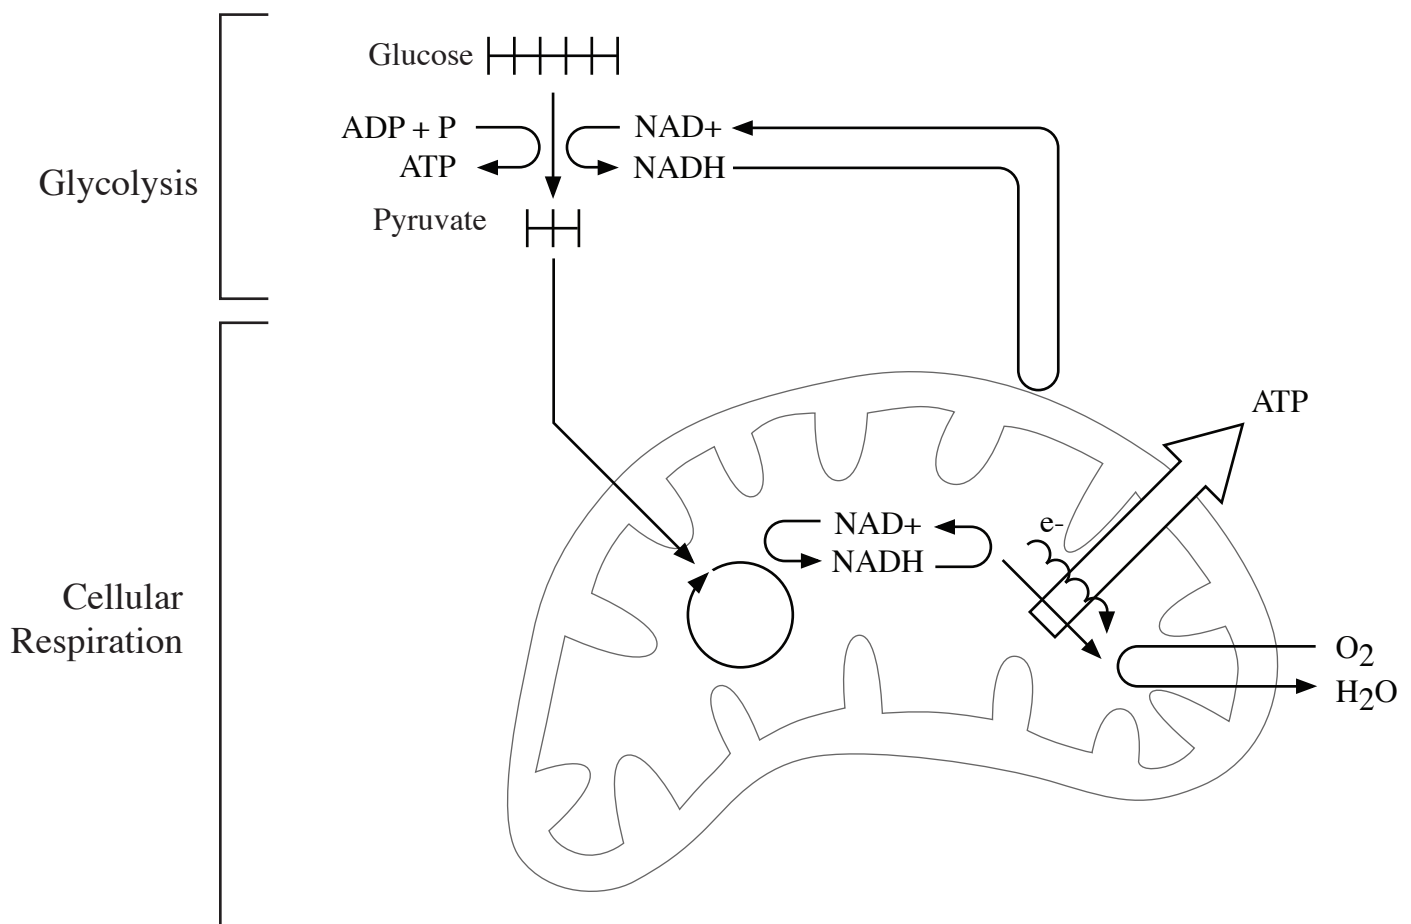 Glucose
ADP + P
NAD+
ATP
NADH
Glycolysis
Pyruvate
ATP
NAD+
e-
NADH
Cellular
Respiration
O2
H2O